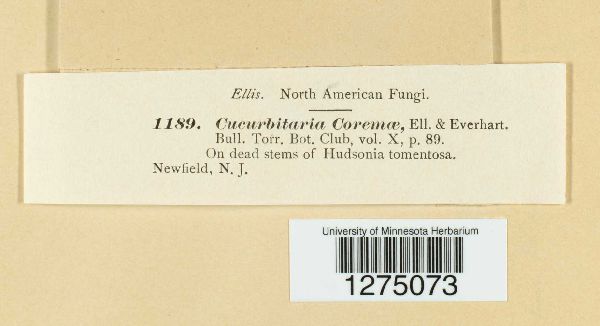 Ellis. North American Fungi.
1189. Cucurbitaria Coremæ, Ell. & Everhart.
Bull. Torr. Bot. Club, vol. X, p. 89.
On dead stems of Hudsonia tomentosa.
Newfield, N. J.
University of Minnesota Herbarium
1275073